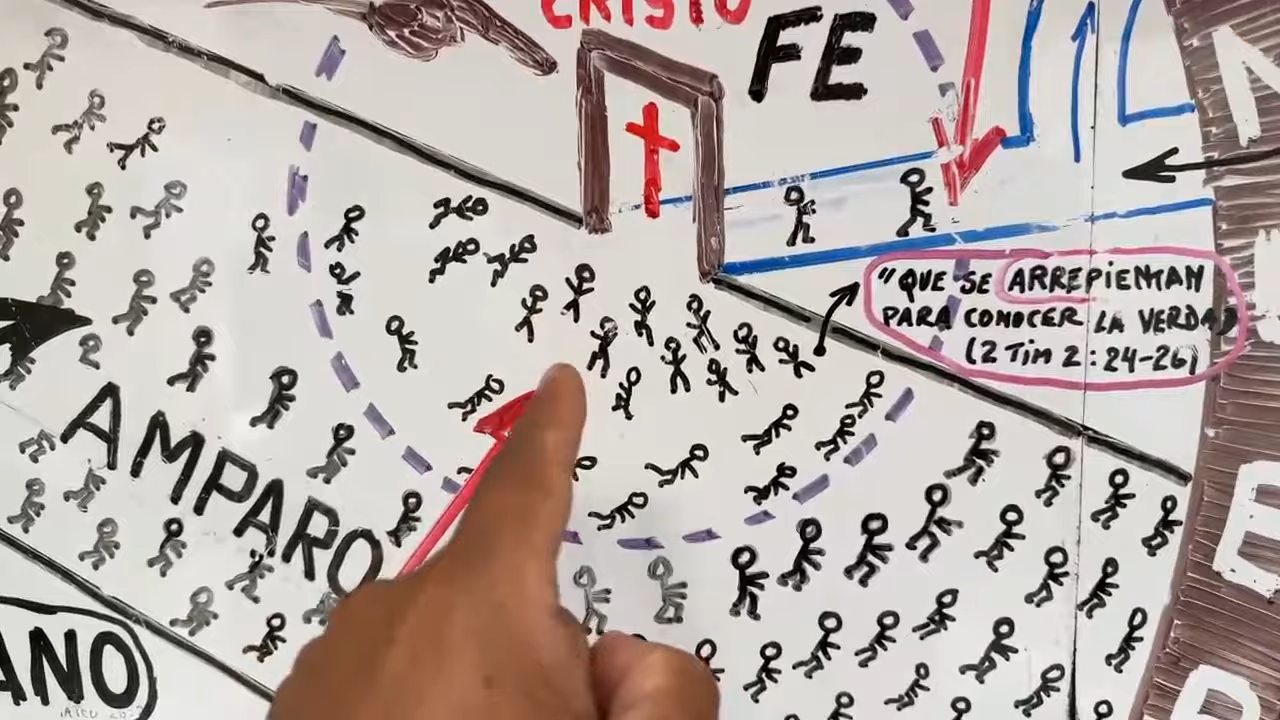 CRISTO
FE
"QUE SE ARREPIENTAN
PARA CONOCER LA VERDAD
(2 Tim 2:24-26)
AMPARO
ANO
E